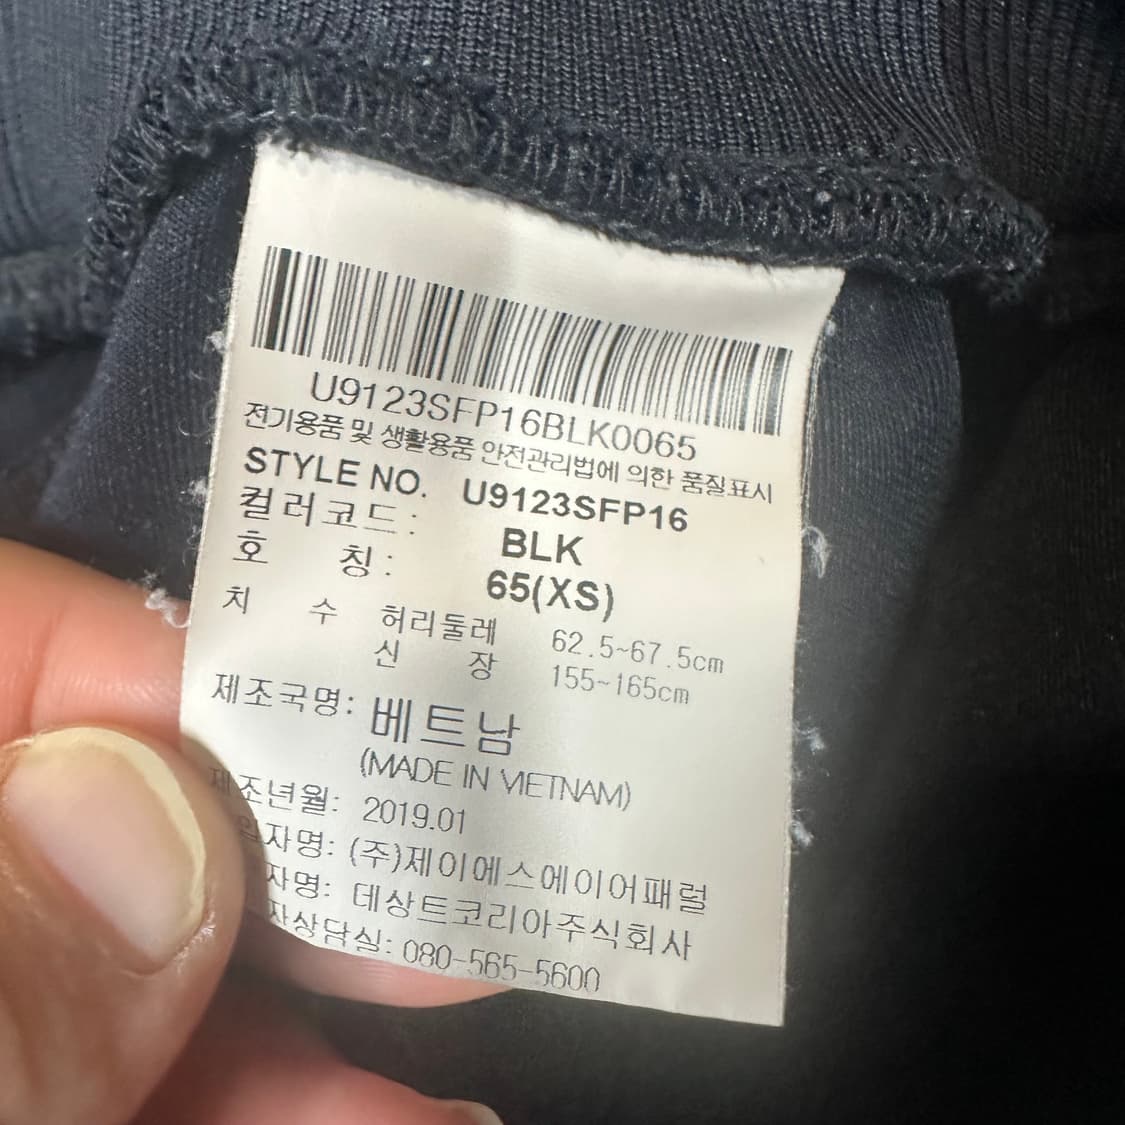 U9123SFP16BLK0065
전기용품 및 생활용품 안전관리법에 의한 품질표시
STYLE NO. U9123SFP16
컬러코드: BLK
호 칭: 65(XS)
치 수 허리둘레 62.5~67.5cm
신 장 155~165cm
제조국명: 베트남
(MADE IN VIETNAM)
제조년월: 2019.01
입자명: (주)제이에스에이어패럴
자명: 데상트코리아주식회사
자상담실: 080-565-5600